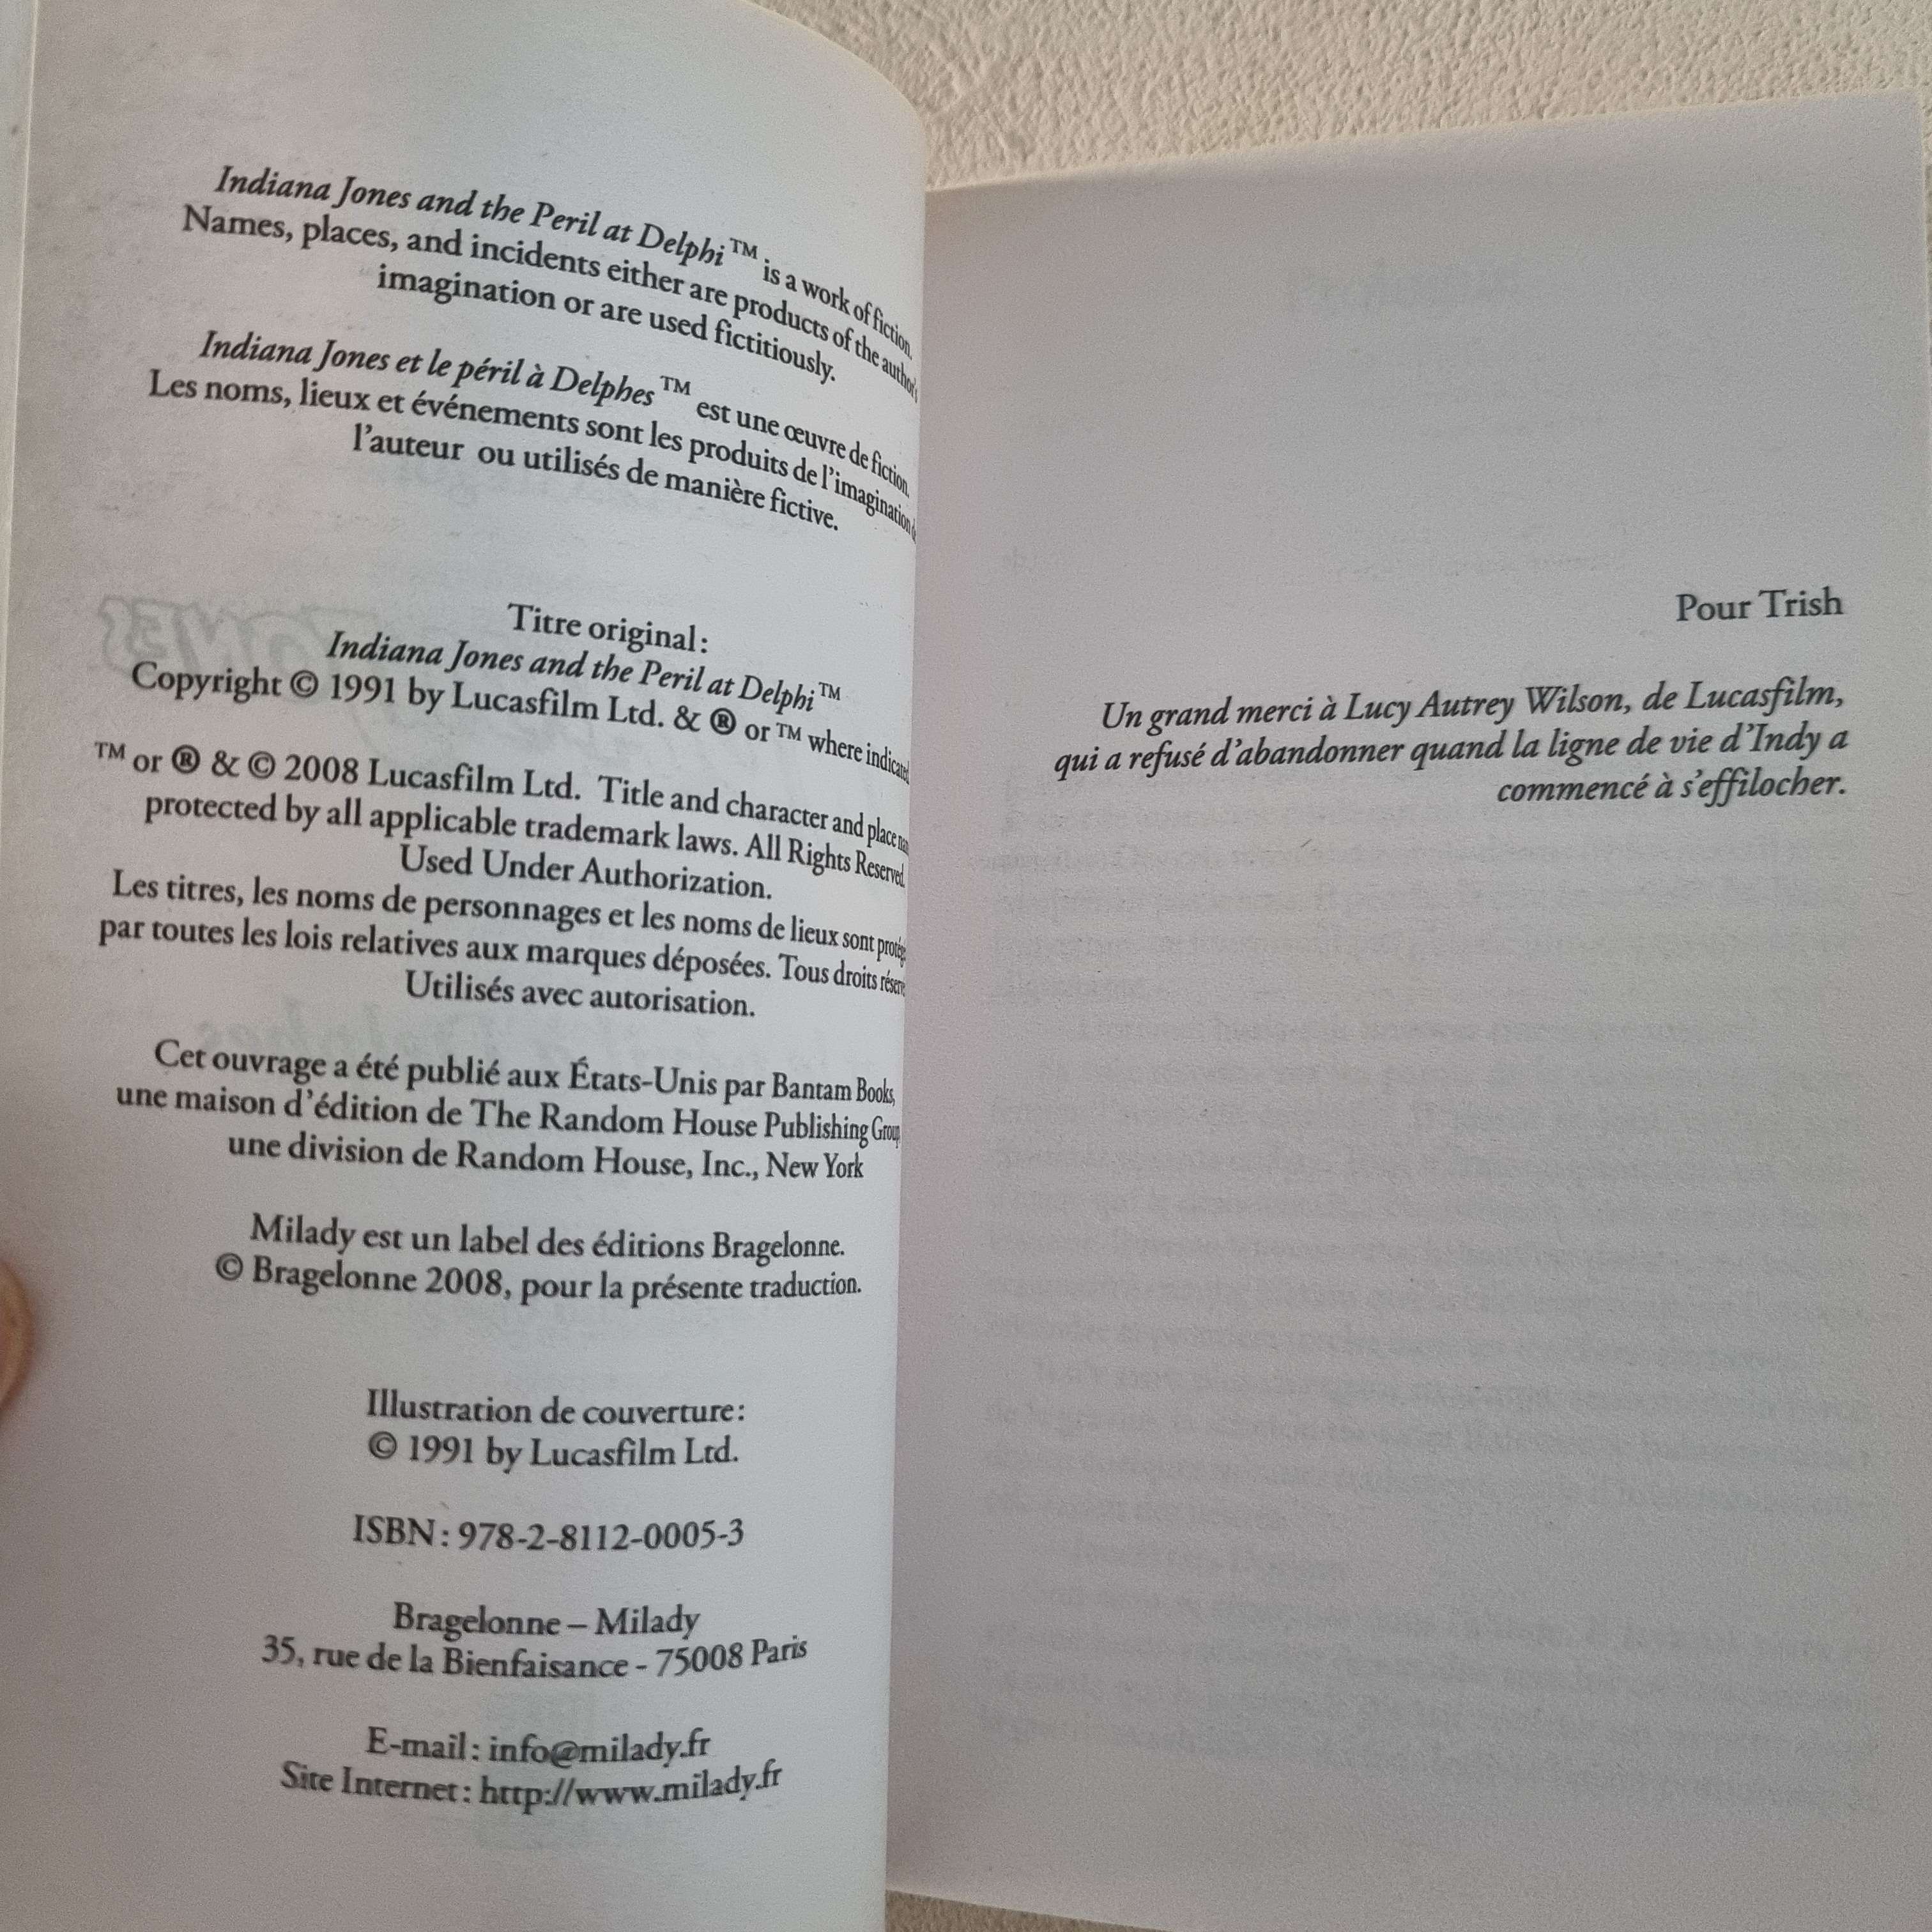 Indiana Jones and the Peril at Delphi™ is a work of fiction.
Names, places, and incidents either are products of the author's
imagination or are used fictitiously.
Indiana Jones et le péril à Delphes™ est une œuvre de fiction.
Les noms, lieux et événements sont les produits de l'imagination
l'auteur ou utilisés de manière fictive.
Titre original :
Indiana Jones and the Peril at Delphi™
Copyright © 1991 by Lucasfilm Ltd. & ® or ™ where indicated
™ or ® & © 2008 Lucasfilm Ltd. Title and character and place
protected by all applicable trademark laws. All Rights Reserved.
Used Under Authorization.
Les titres, les noms de personnages et les noms de lieux sont
par toutes les lois relatives aux marques déposées. Tous droits
Utilisés avec autorisation.
Cet ouvrage a été publié aux États-Unis par Bantam Books,
une maison d'édition de The Random House Publishing Group
une division de Random House, Inc., New York
Milady est un label des éditions Bragelonne.
© Bragelonne 2008, pour la présente traduction.
Illustration de couverture :
© 1991 by Lucasfilm Ltd.
ISBN : 978-2-8112-0005-3
Bragelonne – Milady
35, rue de la Bienfaisance - 75008 Paris
E-mail : info@milady.fr
Site Internet : http://www.milady.fr
Pour Trish
Un grand merci à Lucy Autrey Wilson, de Lucasfilm,
qui a refusé d'abandonner quand la ligne de vie d'Indy a
commencé à s'effilocher.